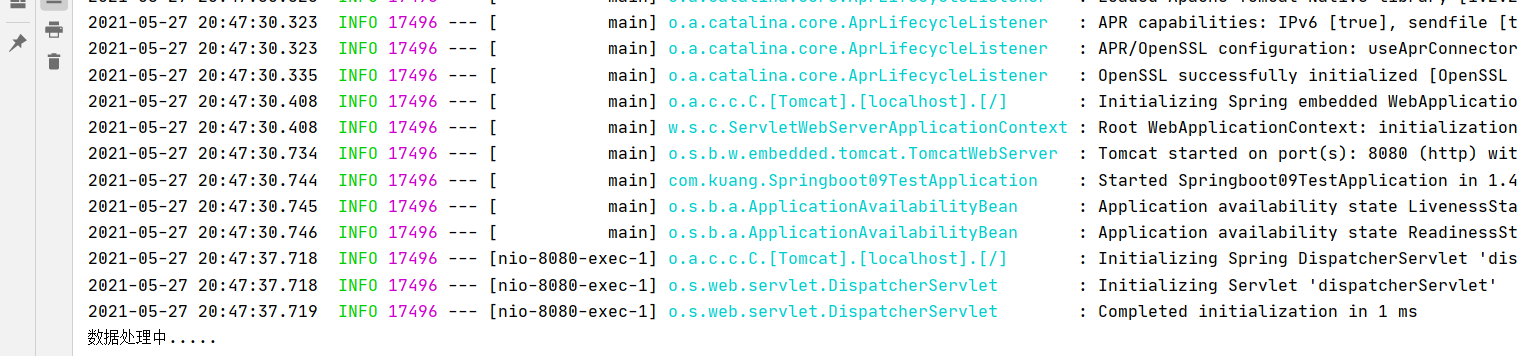 2021-05-27 20:47:30.323  INFO 17496 --- [           main] o.a.catalina.core.AprLifecycleListener   : APR capabilities: IPv6 [true], sendfile [t
2021-05-27 20:47:30.323  INFO 17496 --- [           main] o.a.catalina.core.AprLifecycleListener   : APR/OpenSSL configuration: useAprConnector
2021-05-27 20:47:30.335  INFO 17496 --- [           main] o.a.catalina.core.AprLifecycleListener   : OpenSSL successfully initialized [OpenSSL
2021-05-27 20:47:30.408  INFO 17496 --- [           main] o.a.c.c.C.[Tomcat].[localhost].[/]       : Initializing Spring embedded WebApplicatio
2021-05-27 20:47:30.408  INFO 17496 --- [           main] w.s.c.ServletWebServerApplicationContext : Root WebApplicationContext: initialization
2021-05-27 20:47:30.734  INFO 17496 --- [           main] o.s.b.w.embedded.tomcat.TomcatWebServer  : Tomcat started on port(s): 8080 (http) wit
2021-05-27 20:47:30.744  INFO 17496 --- [           main] com.kuang.Springboot09TestApplication    : Started Springboot09TestApplication in 1.4
2021-05-27 20:47:30.745  INFO 17496 --- [           main] o.s.b.a.ApplicationAvailabilityBean      : Application availability state LivenessSta
2021-05-27 20:47:30.746  INFO 17496 --- [           main] o.s.b.a.ApplicationAvailabilityBean      : Application availability state ReadinessSt
2021-05-27 20:47:37.718  INFO 17496 --- [nio-8080-exec-1] o.a.c.c.C.[Tomcat].[localhost].[/]       : Initializing Spring DispatcherServlet 'dis
2021-05-27 20:47:37.718  INFO 17496 --- [nio-8080-exec-1] o.s.web.servlet.DispatcherServlet        : Initializing Servlet 'dispatcherServlet'
2021-05-27 20:47:37.719  INFO 17496 --- [nio-8080-exec-1] o.s.web.servlet.DispatcherServlet        : Completed initialization in 1 ms
数据处理中.....